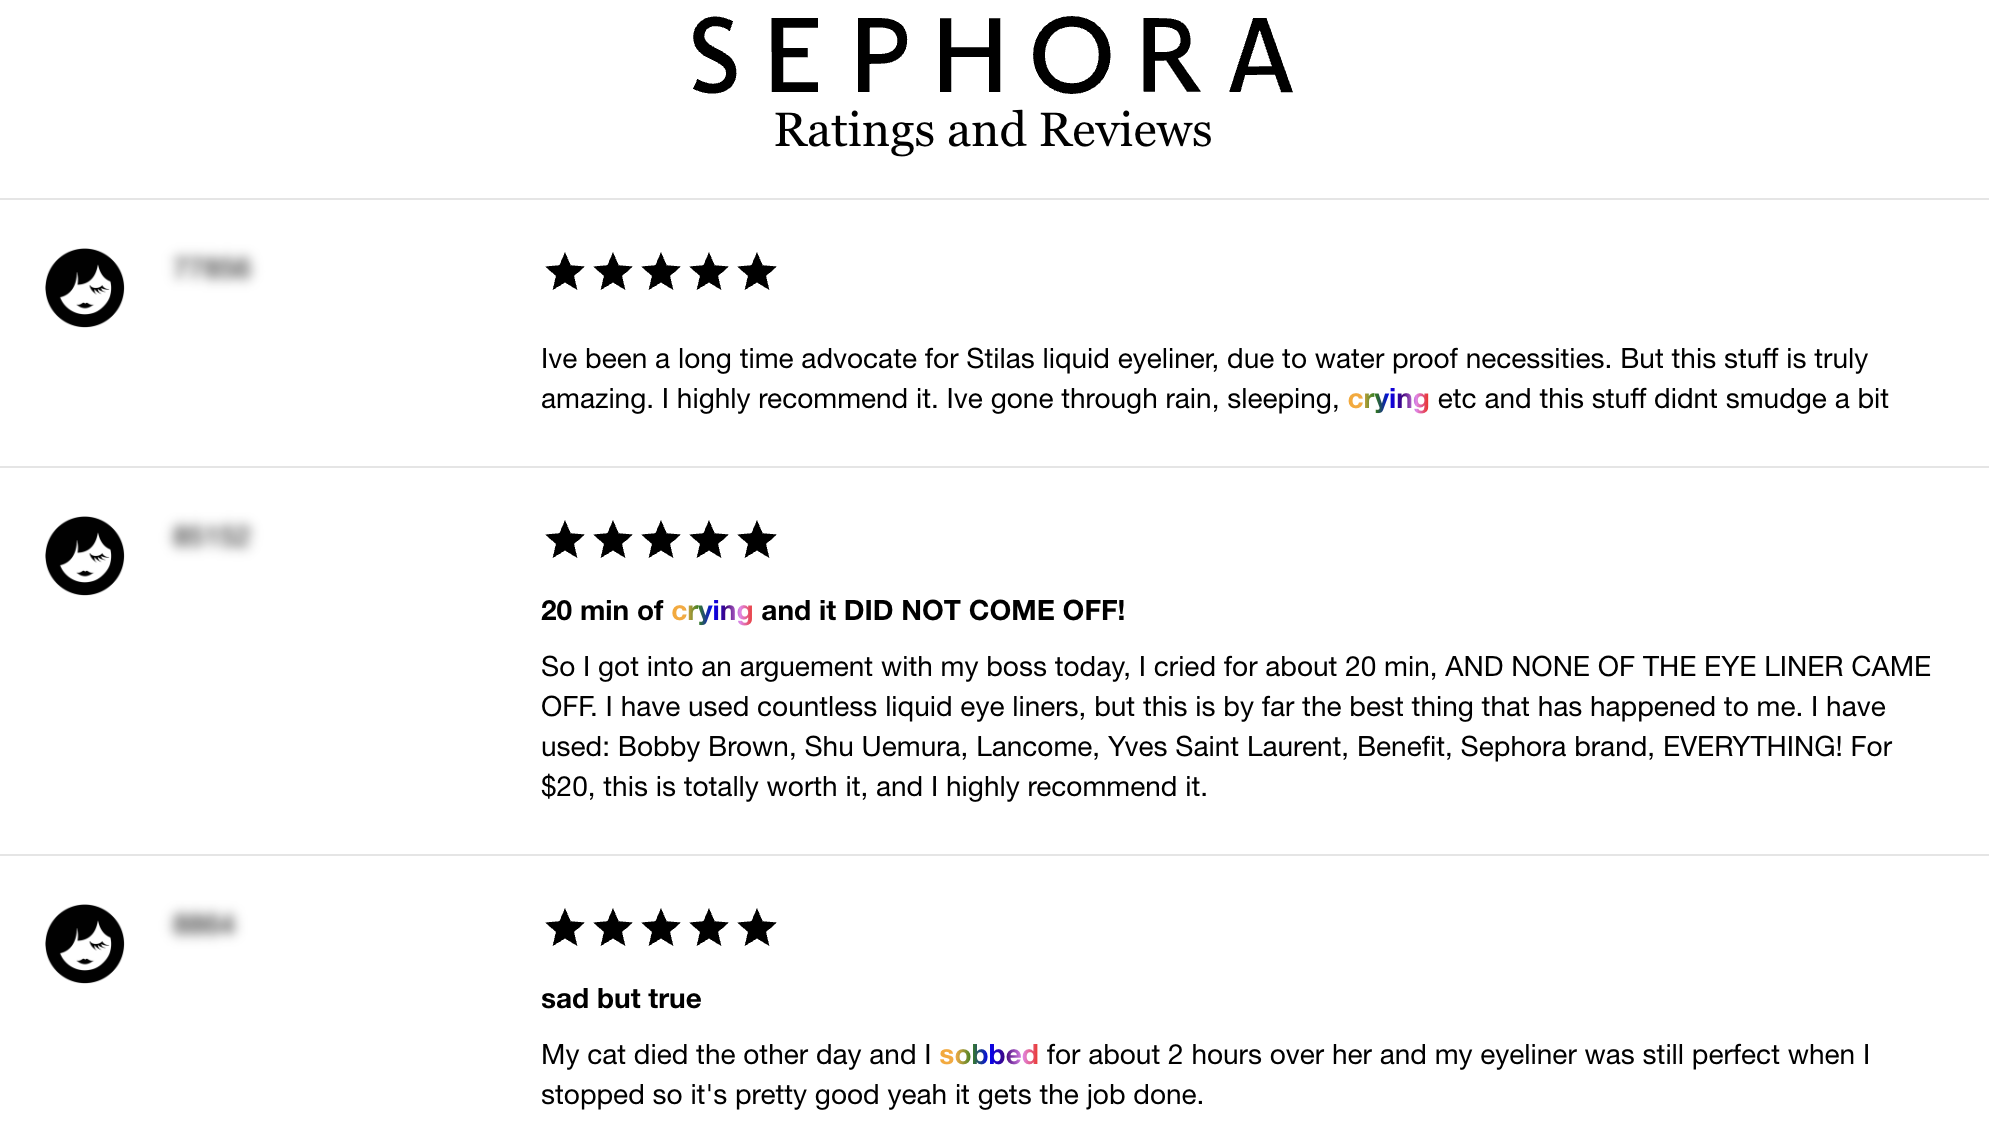 SEPHORA
Ratings and Reviews
Ive been a long time advocate for Stilas liquid eyeliner, due to water proof necessities. But this stuff is truly
amazing. I highly recommend it. Ive gone through rain, sleeping, crying etc and this stuff didnt smudge a bit
20 min of crying and it DID NOT COME OFF!
So I got into an arguement with my boss today, I cried for about 20 min, AND NONE OF THE EYE LINER CAME
OFF. I have used countless liquid eye liners, but this is by far the best thing that has happened to me. I have
used: Bobby Brown, Shu Uemura, Lancome, Yves Saint Laurent, Benefit, Sephora brand, EVERYTHING! For
$20, this is totally worth it, and I highly recommend it.
sad but true
My cat died the other day and I sobbed for about 2 hours over her and my eyeliner was still perfect when I
stopped so it's pretty good yeah it gets the job done.